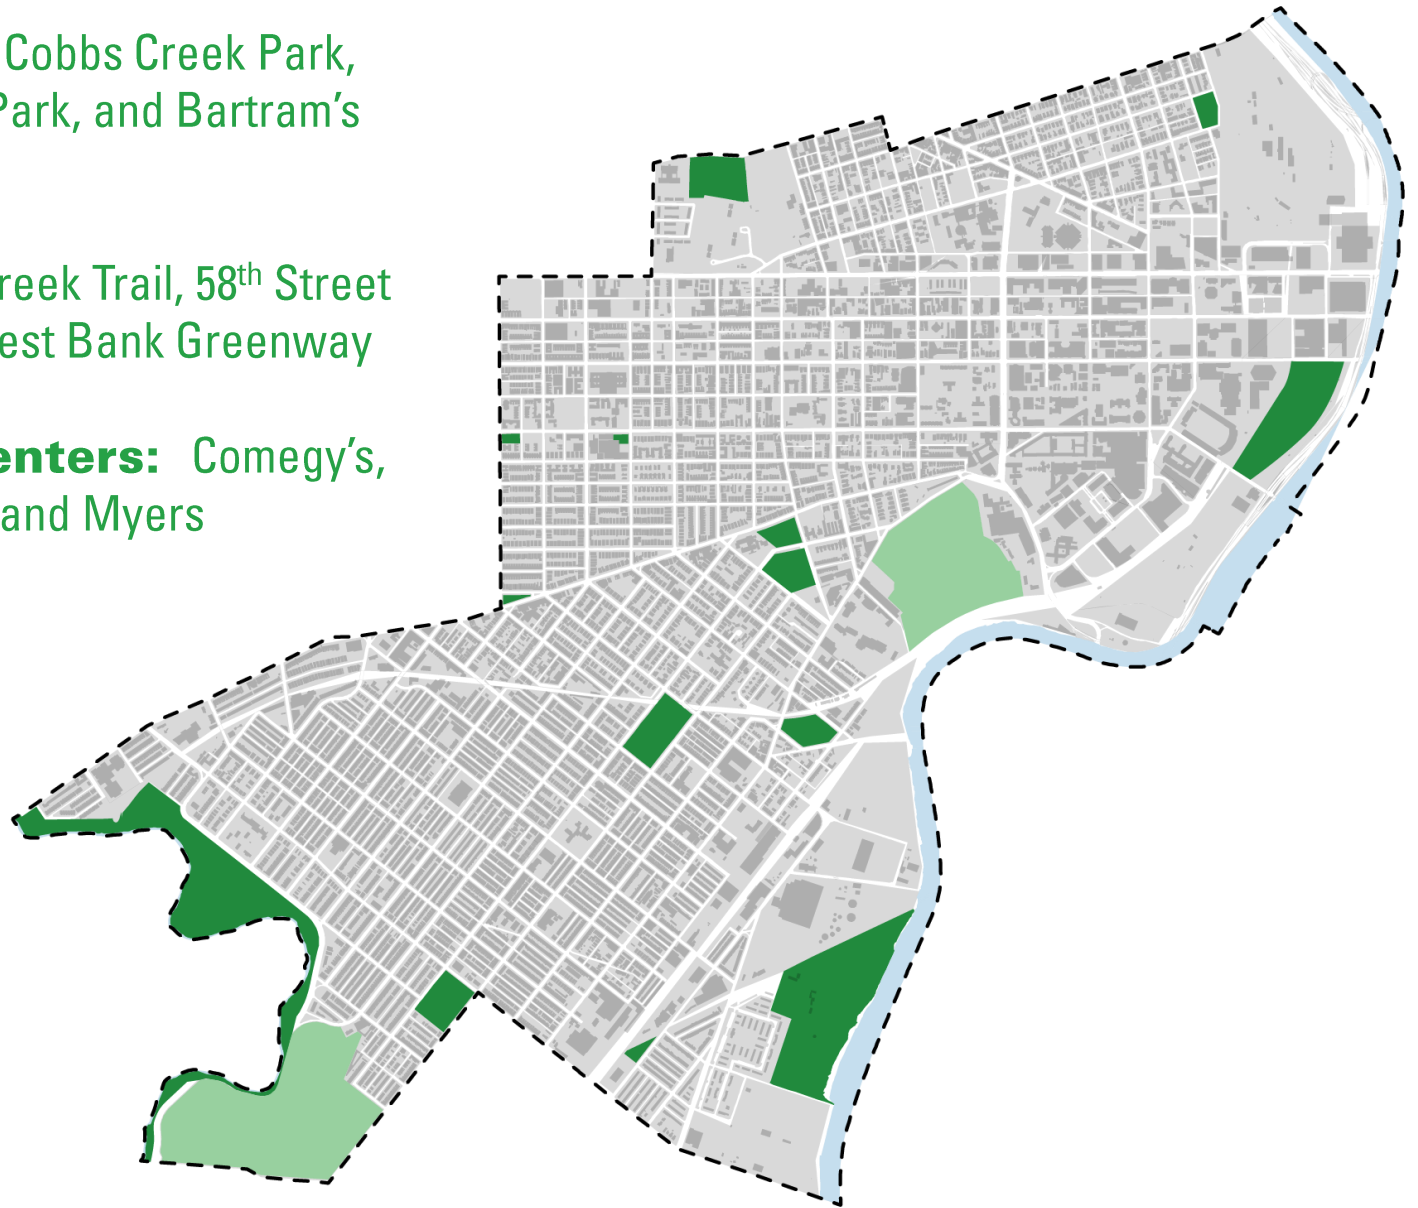 Cobbs Creek Park,
Park, and Bartram's
reek Trail, 58th Street
est Bank Greenway
enters: Comegy's,
and Myers